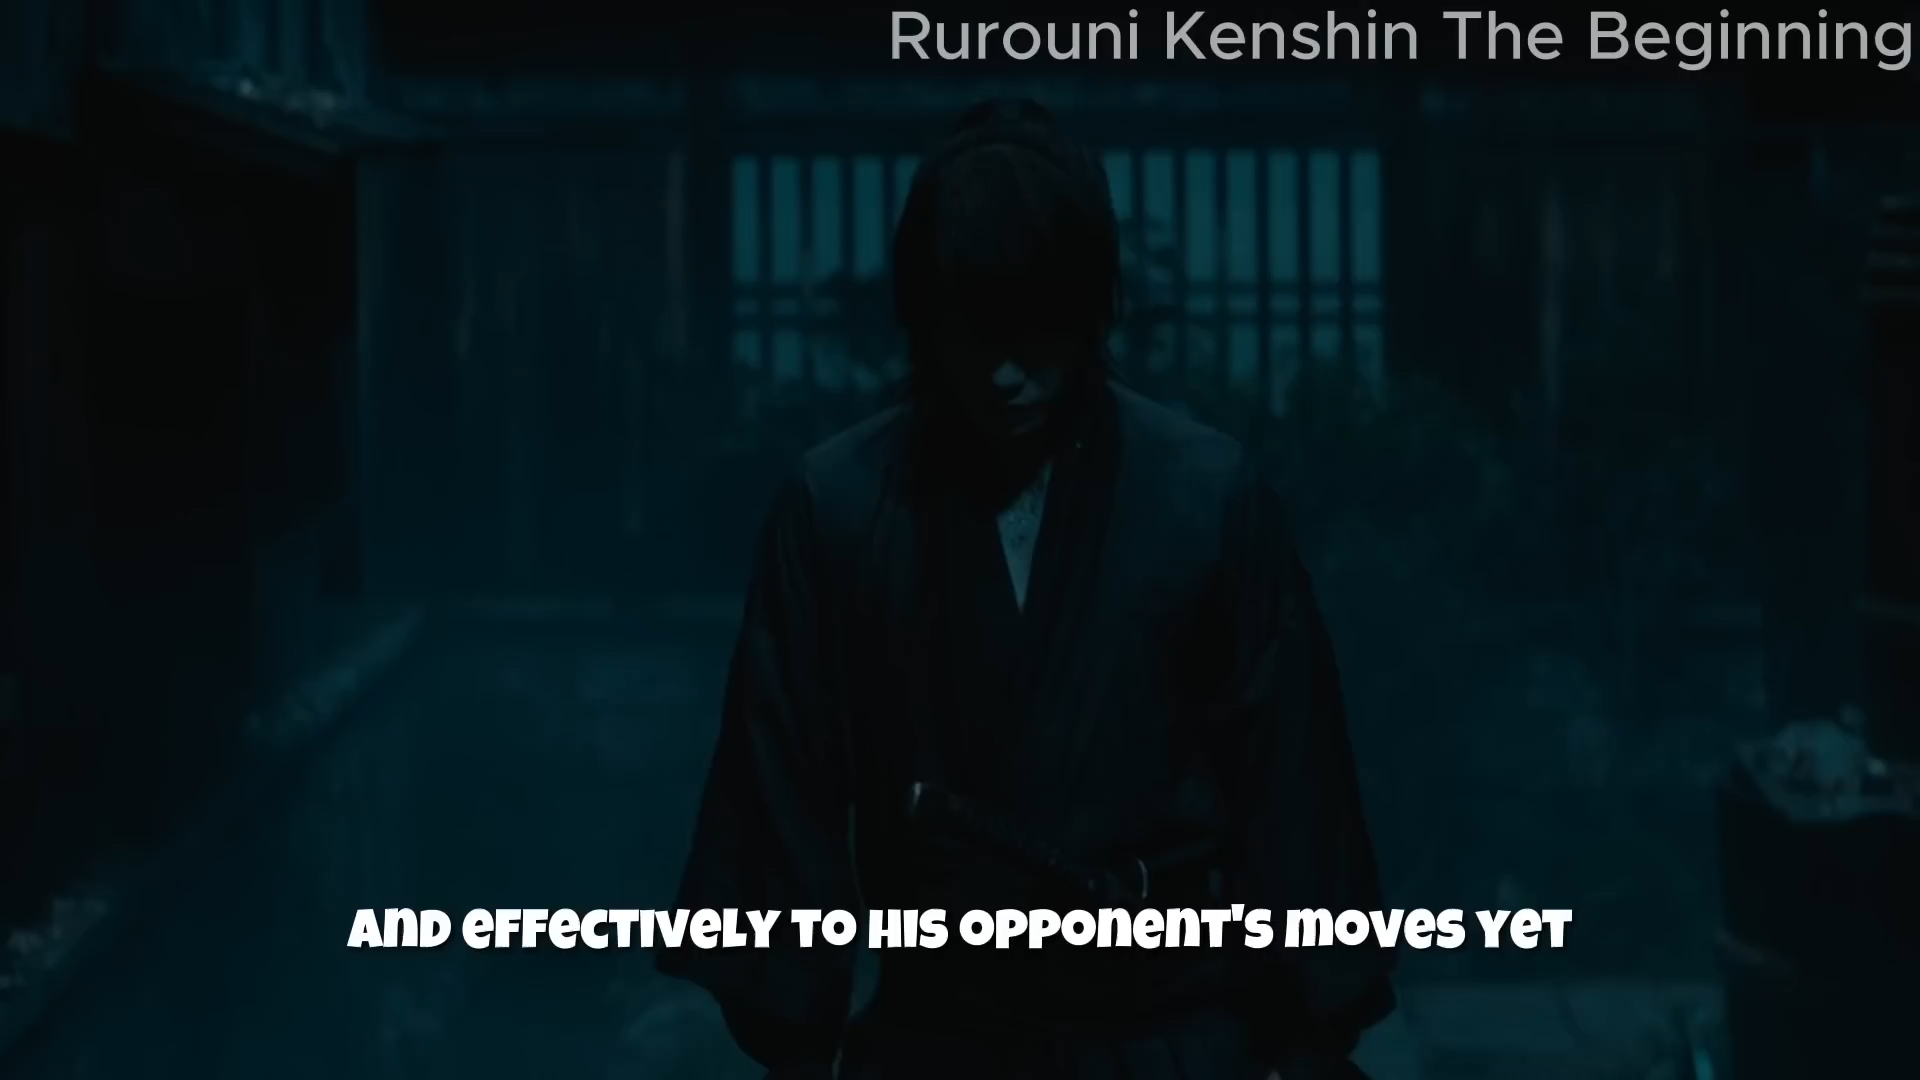 Rurouni Kenshin The Beginning
AND EFFECTIVELY TO HIS OPPONENT'S MOVES YET